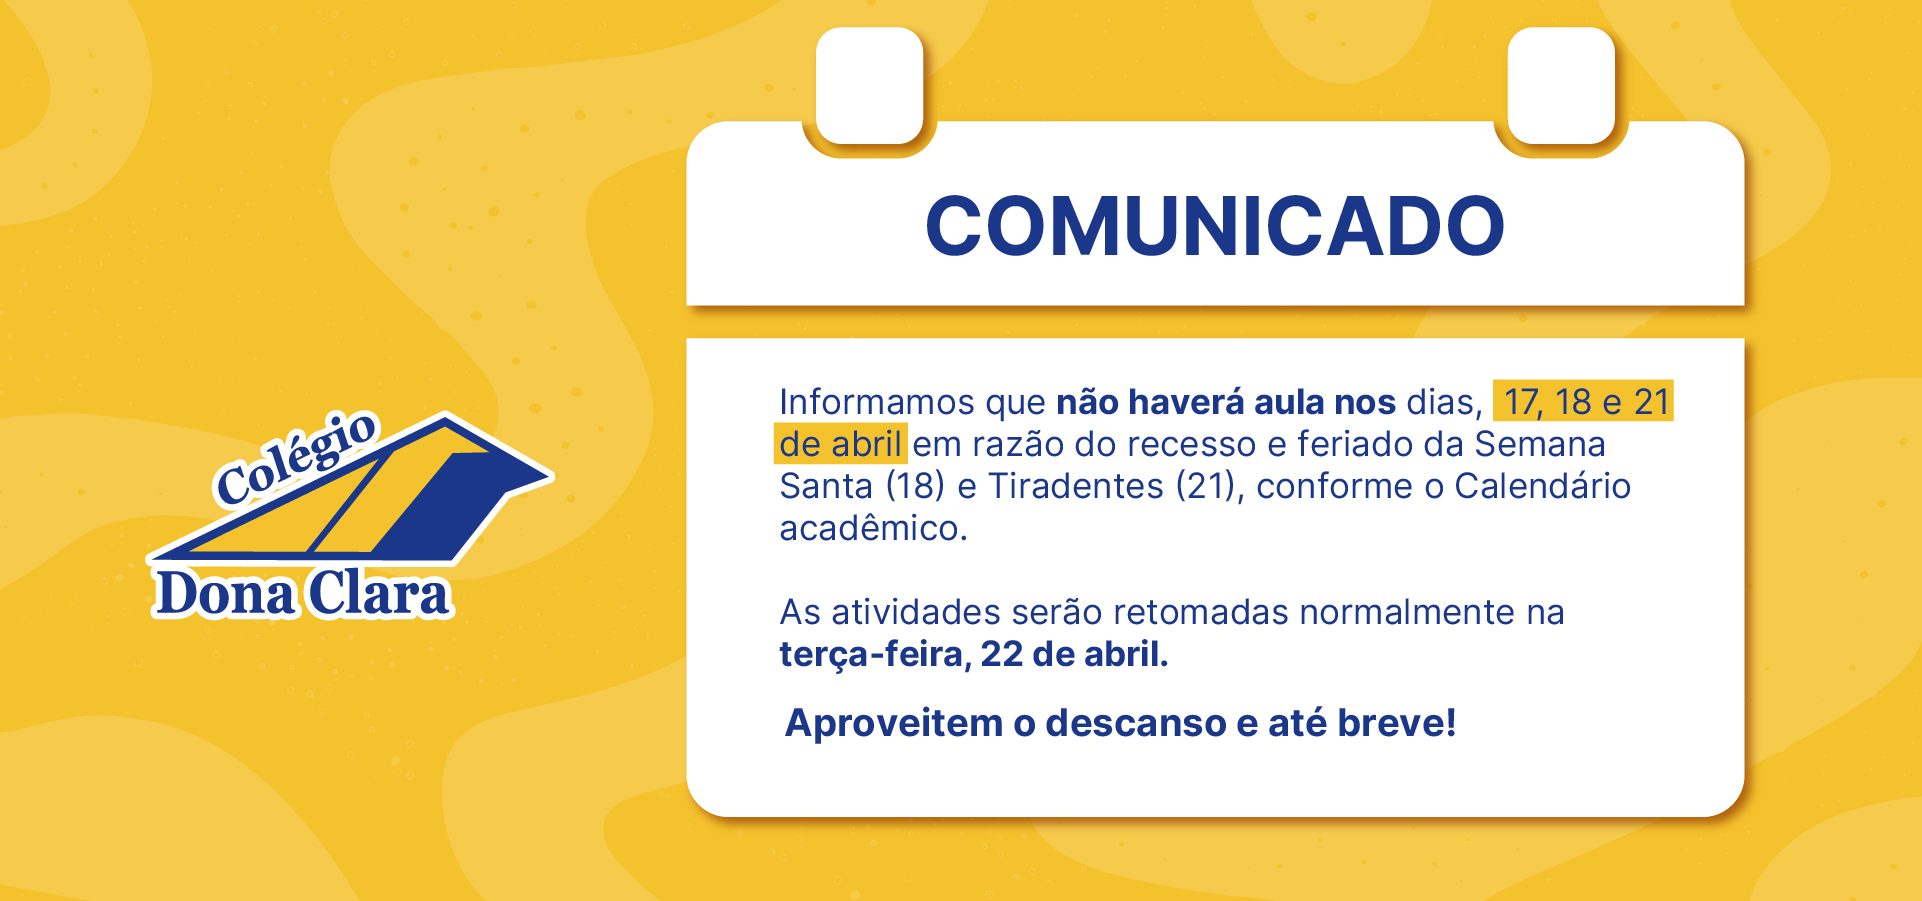 Colégio
Dona Clara
COMUNICADO
Informamos que não haverá aula nos dias, 17, 18 e 21
de abril em razão do recesso e feriado da Semana
Santa (18) e Tiradentes (21), conforme o Calendário
acadêmico.
As atividades serão retomadas normalmente na
terça-feira, 22 de abril.
Aproveitem o descanso e até breve!